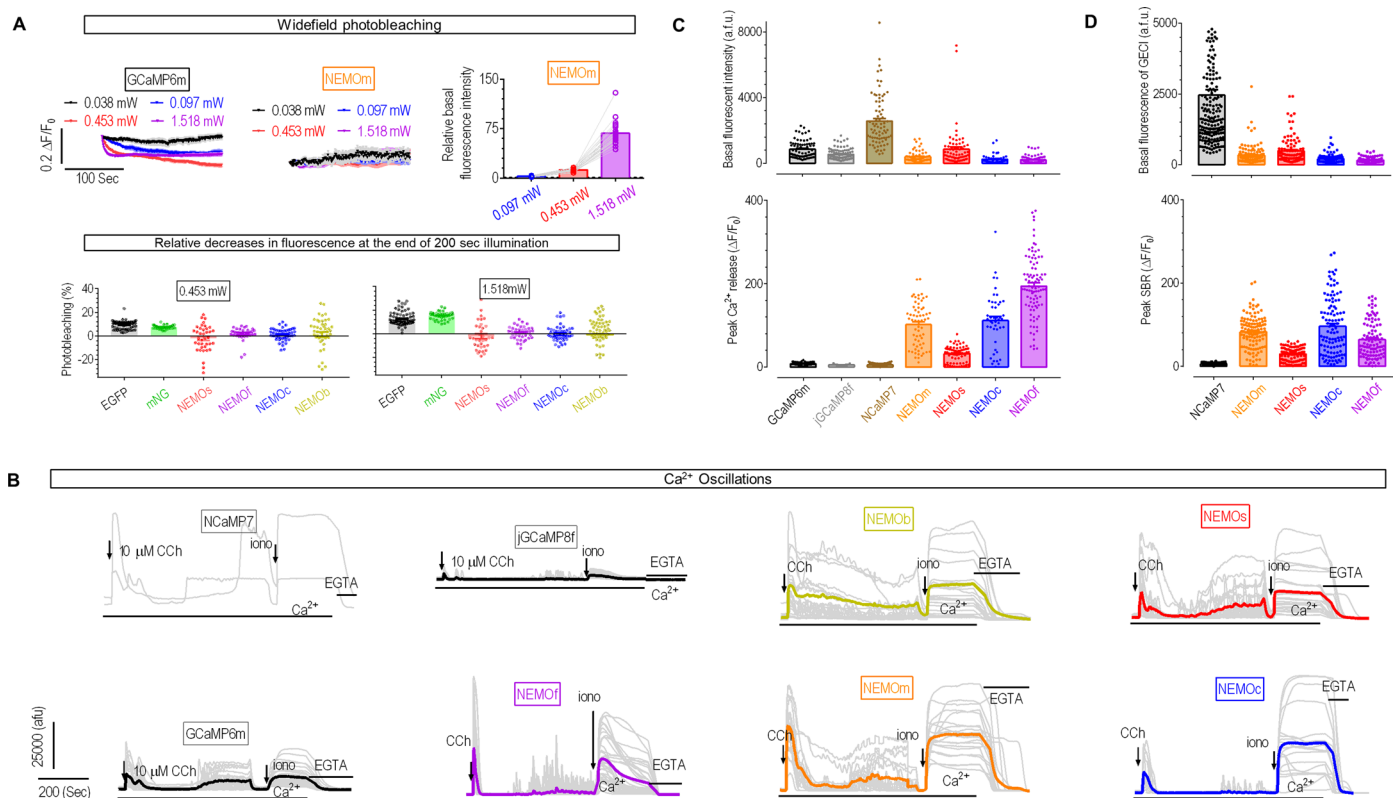 A
Widefield photobleaching
GCaMP6m
0.038 mW
0.097 mW
0.453 mW
1.518 mW
0.2 ΔF/F0
100 Sec
NEMOm
0.038 mW
0.097 mW
0.453 mW
1.518 mW
NEMOm
Relative basal
fluorescence intensity
150
75
0
0.097 mW
0.453 mW
1.518 mW
Relative decreases in fluorescence at the end of 200 sec illumination
Photobleaching (%)
40
20
0
-20
0.453 mW
EGFP
mNG
NEMOs
NEMOf
NEMOc
NEMOb
1.518mW
EGFP
mNG
NEMOs
NEMOf
NEMOc
NEMOb
C
Basal fluorescent intensity (a.f.u.)
8000
4000
0
Peak Ca²⁺ release (ΔF/F0)
400
200
0
GCaMP6m
jGCaMP8f
NCaMP7
NEMOm
NEMOs
NEMOc
NEMOf
D
Basal fluorescence of GECI (a.f.u.)
5000
2500
0
Peak SBR (ΔF/F0)
400
200
0
NCaMP7
NEMOm
NEMOs
NEMOc
NEMOf
B
Ca²⁺ Oscillations
NCaMP7
10 μM CCh
iono
EGTA
Ca²⁺
jGCaMP8f
10 μM CCh
iono
EGTA
Ca²⁺
NEMOb
CCh
iono
EGTA
Ca²⁺
NEMOs
CCh
iono
EGTA
Ca²⁺
25000 (afu)
200 (Sec)
GCaMP6m
10 μM CCh
iono
EGTA
Ca²⁺
NEMOf
CCh
iono
EGTA
Ca²⁺
NEMOm
CCh
iono
EGTA
Ca²⁺
NEMOc
CCh
iono
EGTA
Ca²⁺